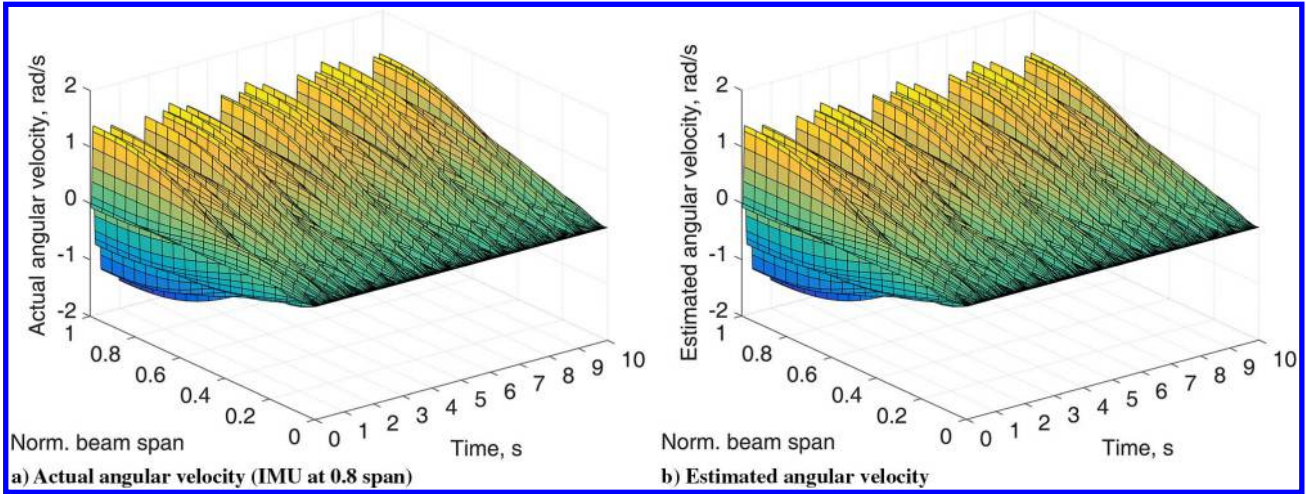 Actual angular velocity, rad/s
2
1
0
-1
-2
1
0.8
0.6
0.4
0.2
0
Norm. beam span
0 1 2 3 4 5 6 7 8 9 10
Time, s
a) Actual angular velocity (IMU at 0.8 span)
Estimated angular velocity, rad/s
2
1
0
-1
-2
1
0.8
0.6
0.4
0.2
0
Norm. beam span
0 1 2 3 4 5 6 7 8 9 10
Time, s
b) Estimated angular velocity